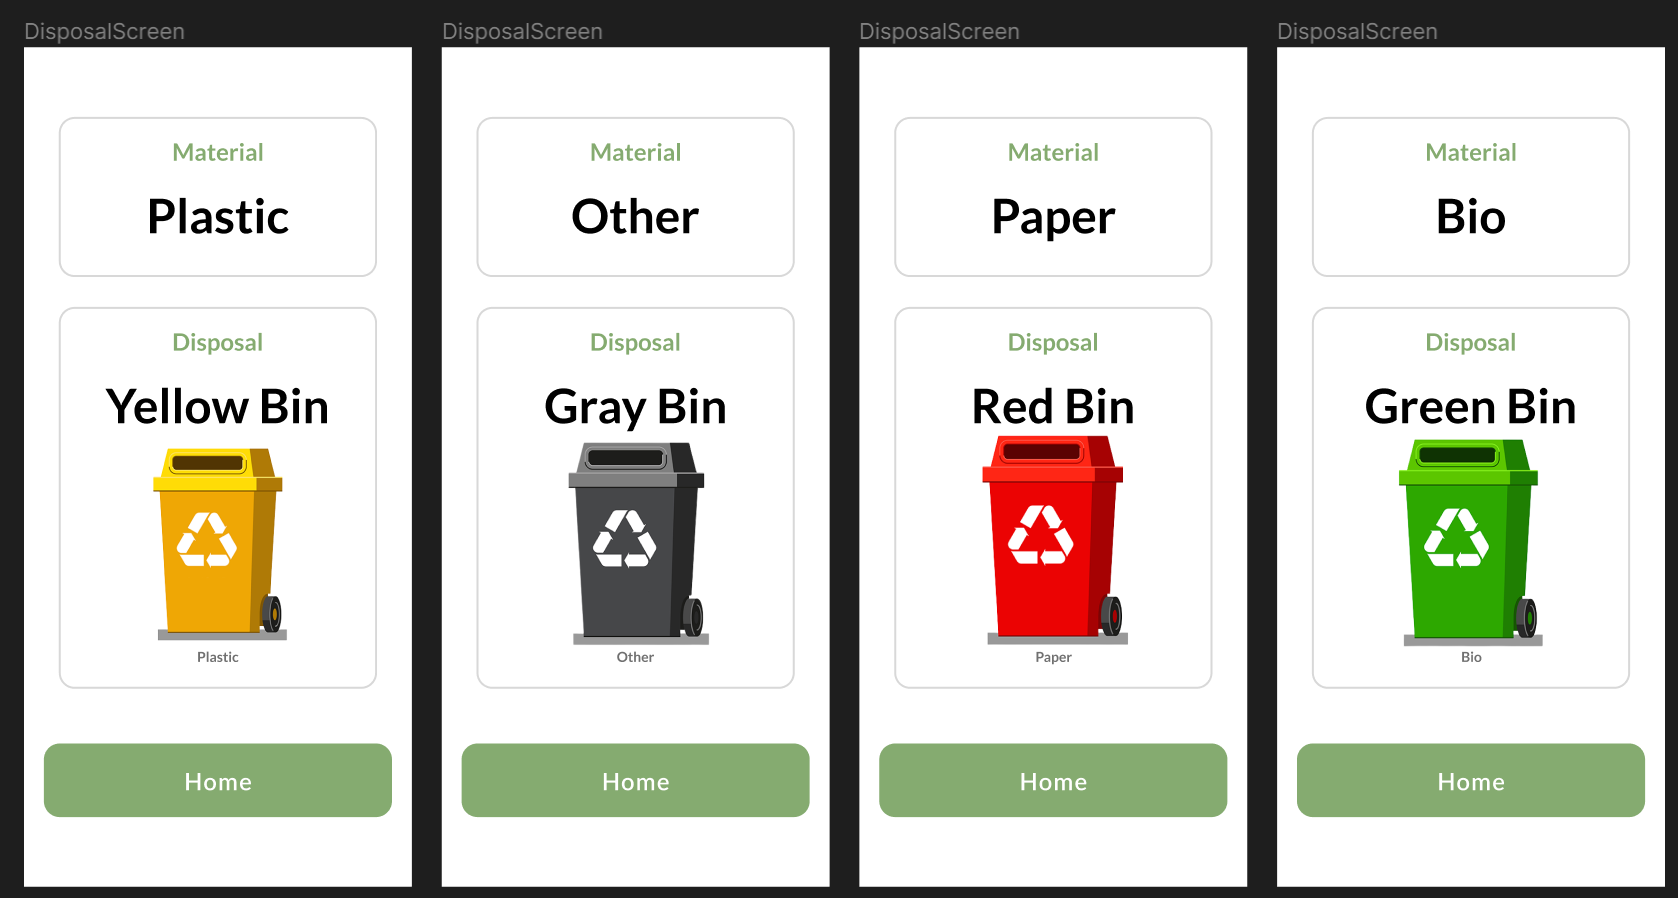 DisposalScreen
Material
Plastic
Disposal
Yellow Bin
Plastic
Home
DisposalScreen
Material
Other
Disposal
Gray Bin
Other
Home
DisposalScreen
Material
Paper
Disposal
Red Bin
Paper
Home
DisposalScreen
Material
Bio
Disposal
Green Bin
Bio
Home